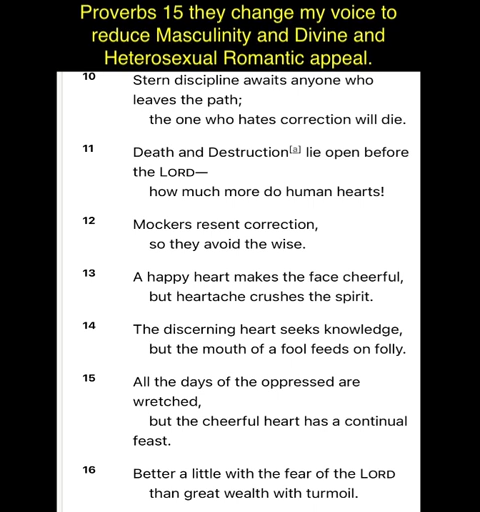 Proverbs 15 they change my voice to
reduce Masculinity and Divine and
Heterosexual Romantic appeal.
10 Stern discipline awaits anyone who
leaves the path;
the one who hates correction will die.
11 Death and Destruction[a] lie open before
the LORD—
how much more do human hearts!
12 Mockers resent correction,
so they avoid the wise.
13 A happy heart makes the face cheerful,
but heartache crushes the spirit.
14 The discerning heart seeks knowledge,
but the mouth of a fool feeds on folly.
15 All the days of the oppressed are
wretched,
but the cheerful heart has a continual
feast.
16 Better a little with the fear of the LORD
than great wealth with turmoil.